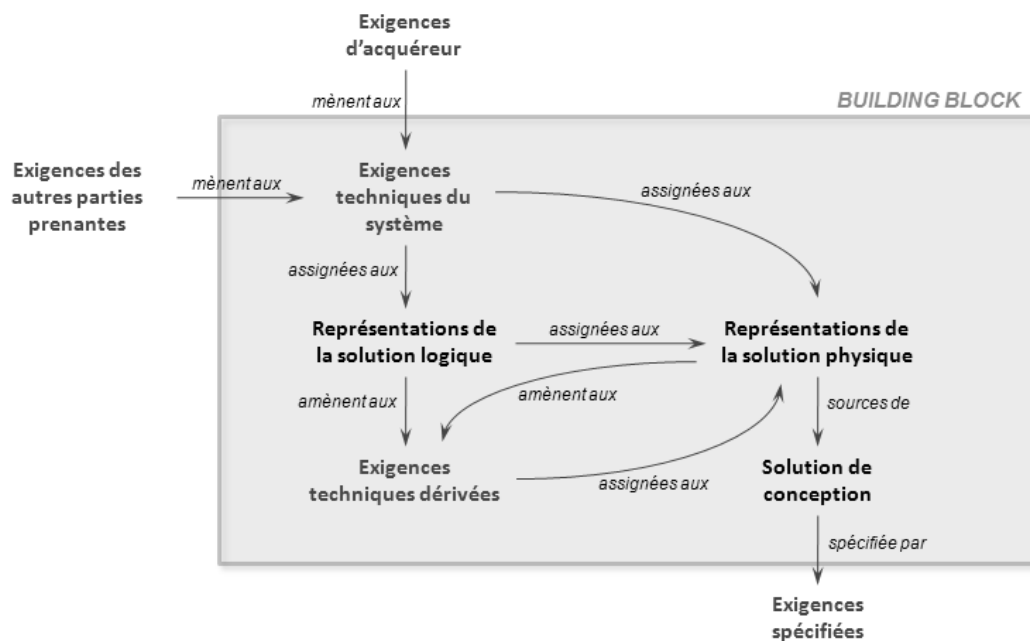 Exigences
d’acquéreur
mènent aux
BUILDING BLOCK
Exigences des
autres parties
prenantes
mènent aux
Exigences
techniques du
système
assignées aux
assignées aux
Représentations de
la solution logique
assignées aux
Représentations de
la solution physique
amènent aux
amènent aux
sources de
Exigences
techniques dérivées
assignées aux
Solution de
conception
spécifiée par
Exigences
spécifiées